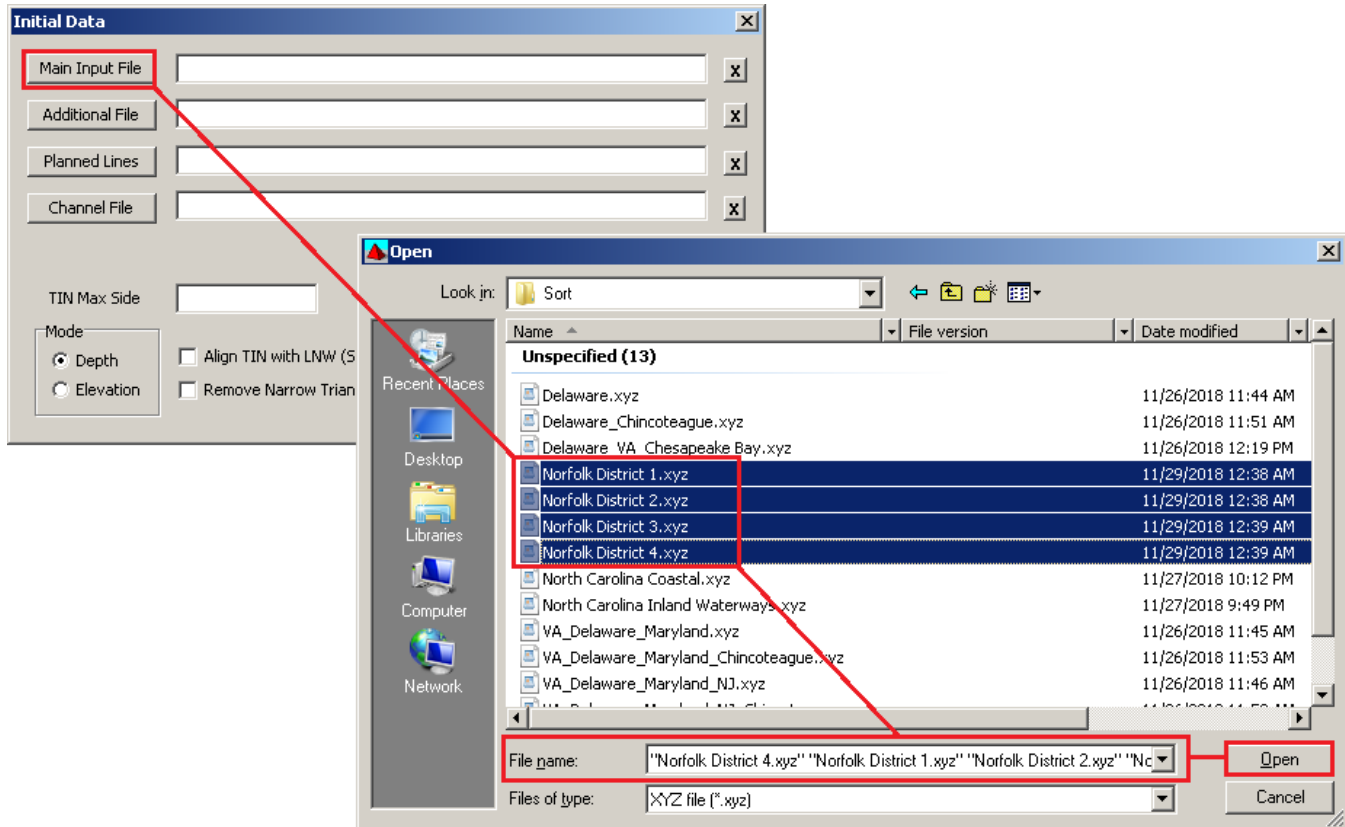 Initial Data
Main Input File
Additional File
Planned Lines
Channel File
TIN Max Side
Mode
Depth
Elevation
Align TIN with LNW (S
Remove Narrow Trian
Open
Look in: Sort
Name File version Date modified
Unspecified (13)
Delaware.xyz 11/26/2018 11:44 AM
Delaware_Chincoteague.xyz 11/26/2018 11:51 AM
Delaware_VA_Chesapeake Bay.xyz 11/26/2018 12:19 PM
Norfolk District 1.xyz 11/29/2018 12:38 AM
Norfolk District 2.xyz 11/29/2018 12:38 AM
Norfolk District 3.xyz 11/29/2018 12:39 AM
Norfolk District 4.xyz 11/29/2018 12:39 AM
North Carolina Coastal.xyz 11/27/2018 10:12 PM
North Carolina Inland Waterways.xyz 11/27/2018 9:49 PM
VA_Delaware_Maryland.xyz 11/26/2018 11:45 AM
VA_Delaware_Maryland_Chincoteague.xyz 11/26/2018 11:53 AM
VA_Delaware_Maryland_NJ.xyz 11/26/2018 11:46 AM
Recent Places
Desktop
Libraries
Computer
Network
File name: "Norfolk District 4.xyz" "Norfolk District 1.xyz" "Norfolk District 2.xyz" "No
Open
Files of type: XYZ file (*.xyz)
Cancel